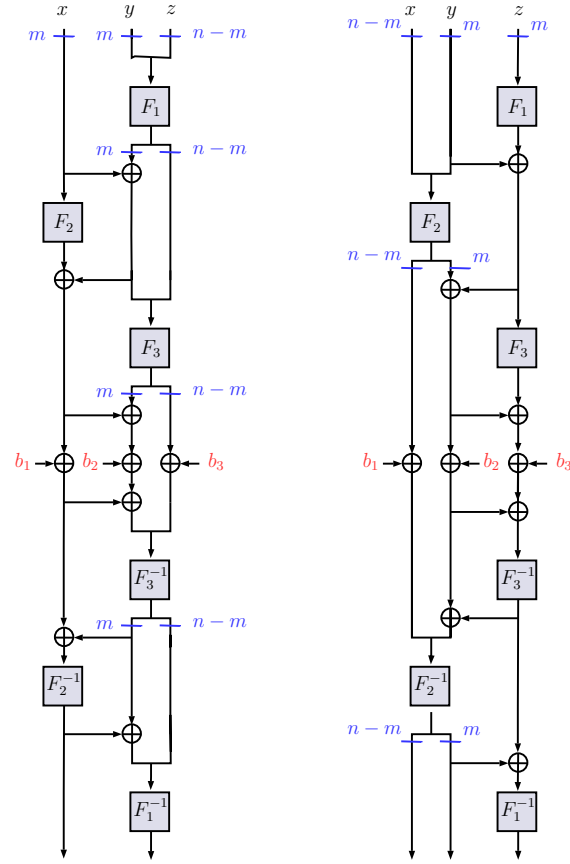 x y z x y z
m m n − m n − m m m
F₁ F₁
m n − m
F₂ F₂
n − m m
F₃ F₃
m n − m
b₁ b₂ b₃ b₁ b₂ b₃
F₃⁻¹ F₃⁻¹
m n − m
F₂⁻¹ F₂⁻¹
n − m m
F₁⁻¹ F₁⁻¹